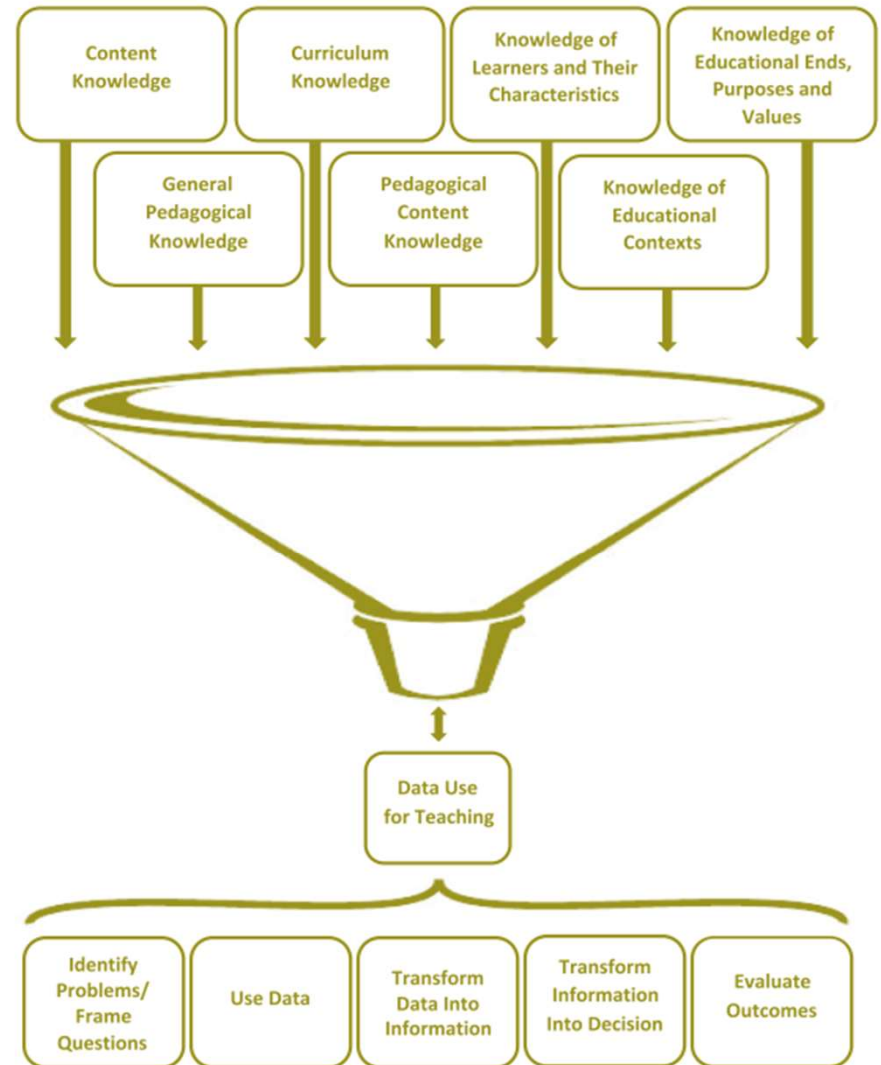 Content
Knowledge
Curriculum
Knowledge
Knowledge of
Learners and Their
Characteristics
Knowledge of
Educational Ends,
Purposes and
Values
General
Pedagogical
Knowledge
Pedagogical
Content
Knowledge
Knowledge of
Educational
Contexts
Data Use
for Teaching
Identify
Problems/
Frame
Questions
Use Data
Transform
Data Into
Information
Transform
Information
Into Decision
Evaluate
Outcomes